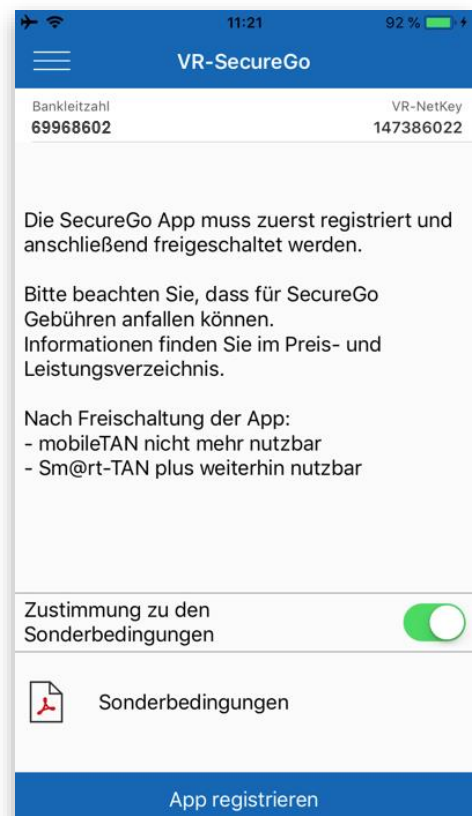 11:21
92 %
VR-SecureGo
Bankleitzahl
VR-NetKey
69968602
147386022
Die SecureGo App muss zuerst registriert und
anschließend freigeschaltet werden.
Bitte beachten Sie, dass für SecureGo
Gebühren anfallen können.
Informationen finden Sie im Preis- und
Leistungsverzeichnis.
Nach Freischaltung der App:
- mobileTAN nicht mehr nutzbar
- Sm@rt-TAN plus weiterhin nutzbar
Zustimmung zu den
Sonderbedingungen
Sonderbedingungen
App registrieren